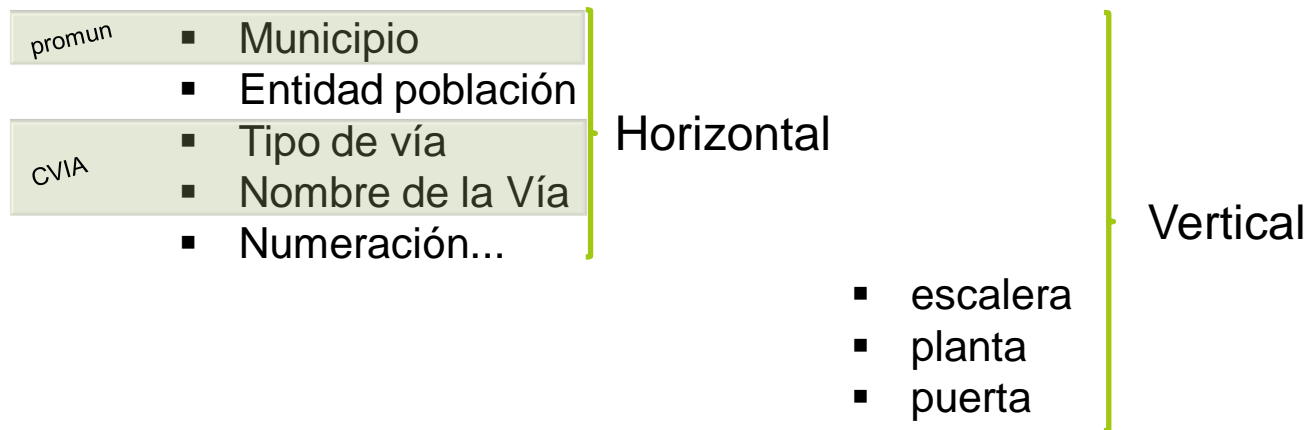 promun ▪ Municipio
▪ Entidad población
CVIA ▪ Tipo de vía
▪ Nombre de la Vía
▪ Numeración...
Horizontal
▪ escalera
▪ planta
▪ puerta
Vertical